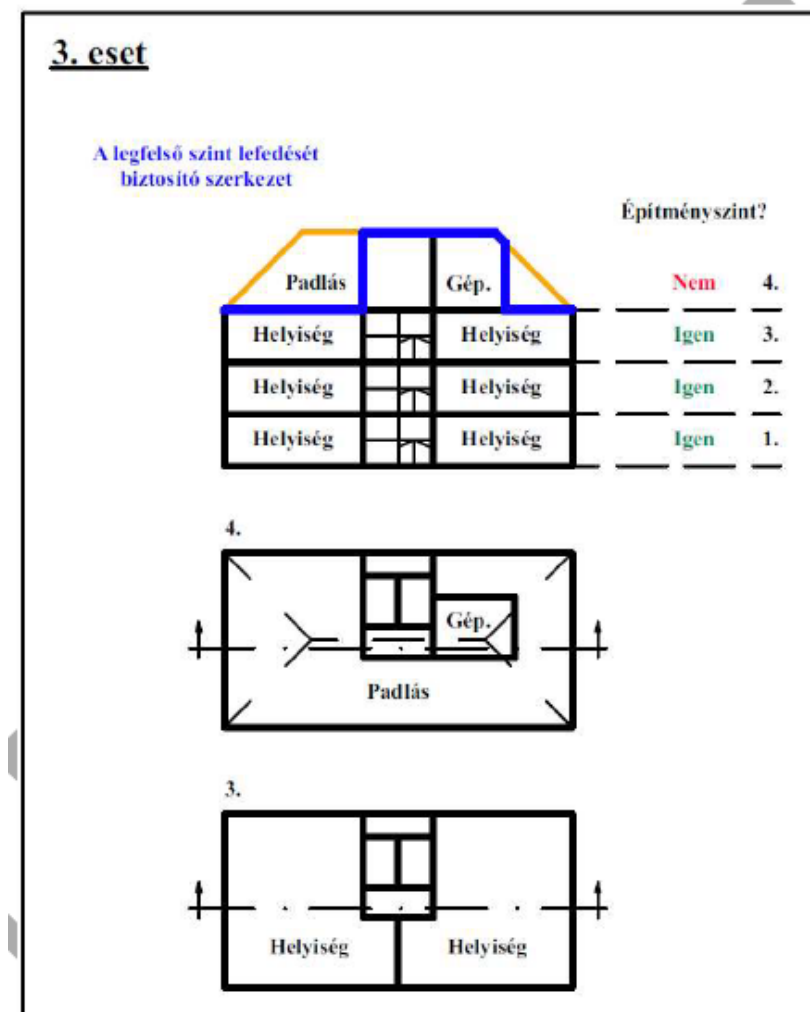 3. eset
A legfelső szint lefedését
biztosító szerkezet
Építményszint?
Padlás Gép. Nem 4.
Helyiség Helyiség Igen 3.
Helyiség Helyiség Igen 2.
Helyiség Helyiség Igen 1.
4.
Gép.
Padlás
3.
Helyiség Helyiség